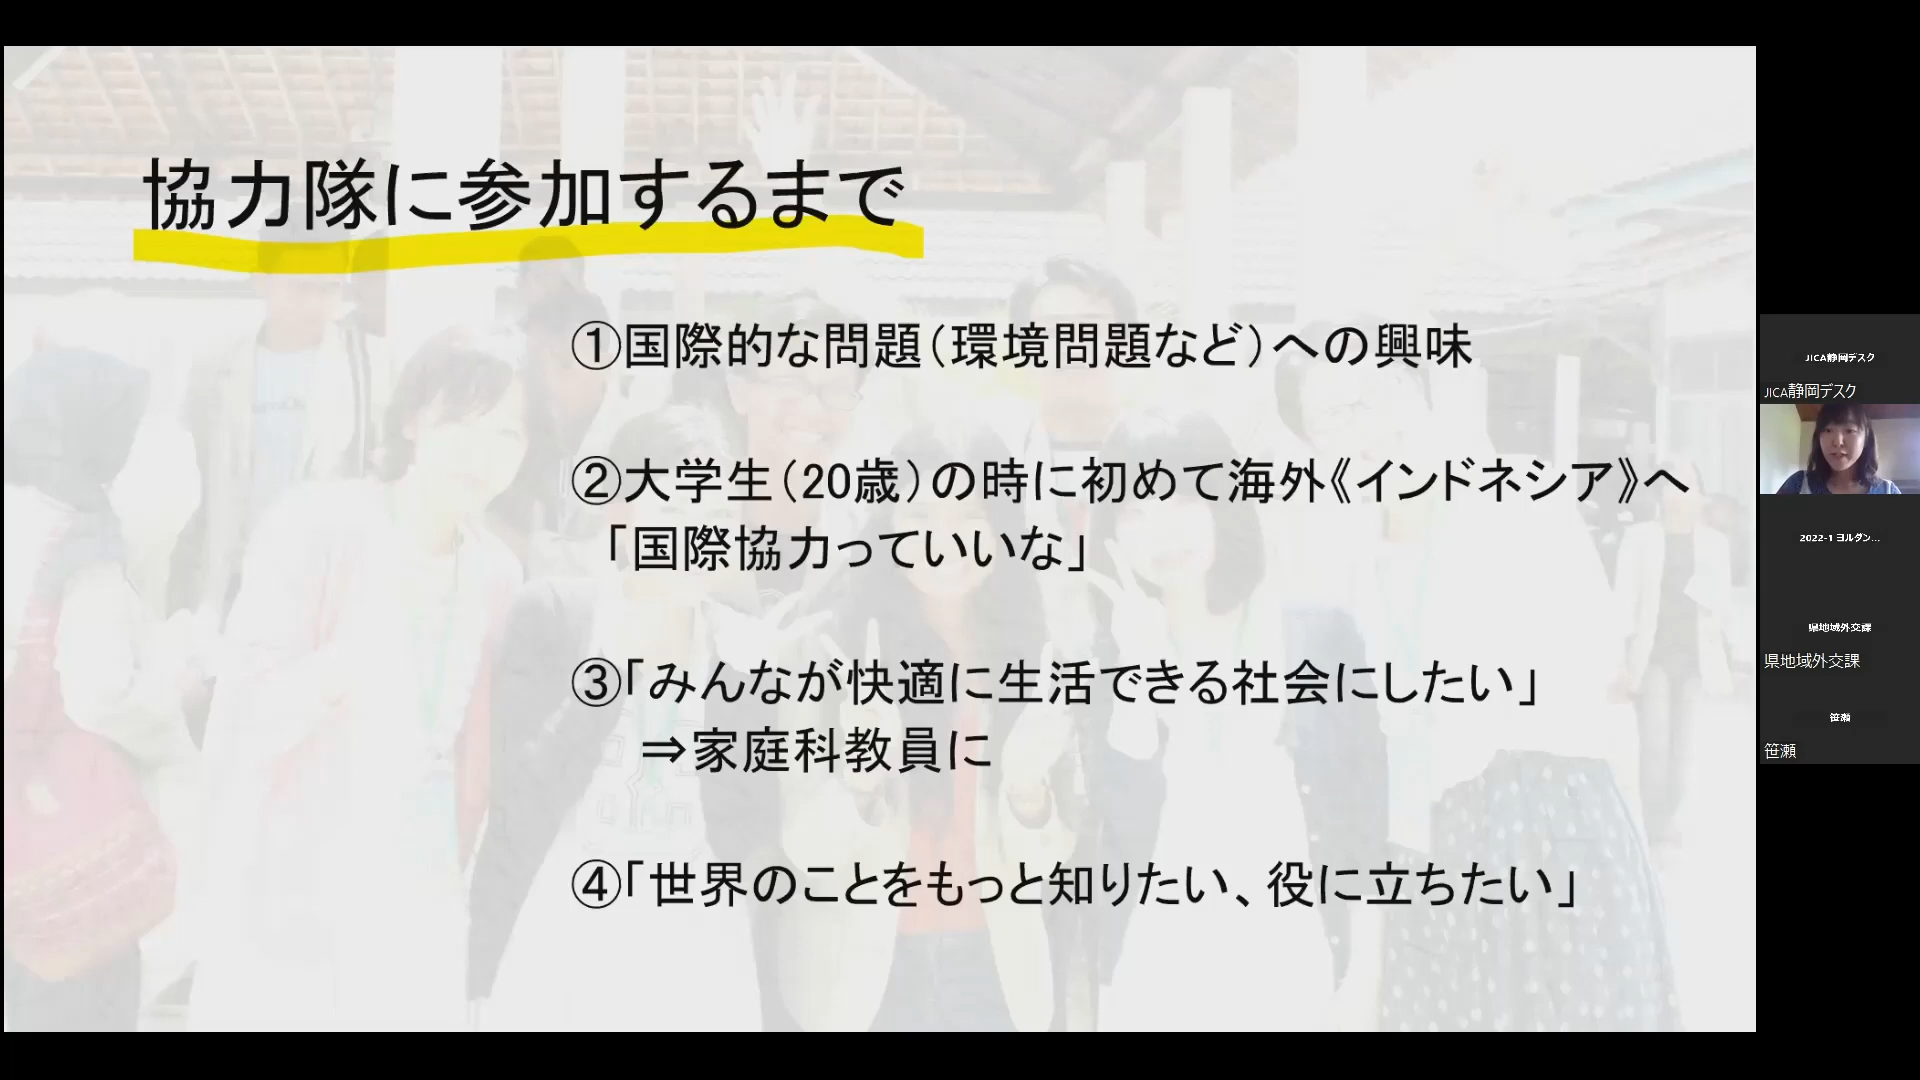 協力隊に参加するまで
①国際的な問題（環境問題など）への興味
②大学生（20歳）の時に初めて海外《インドネシア》へ
「国際協力っていいな」
③「みんなが快適に生活できる社会にしたい」
⇒家庭科教員に
④「世界のことをもっと知りたい、役に立ちたい」
JICA静岡デスク
JICA静岡デスク
2022-1 ヨルダン...
県地域外交課
県地域外交課
笹瀬
笹瀬